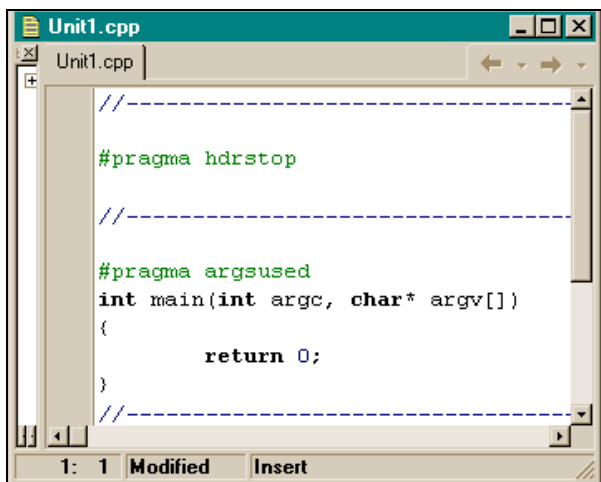 Unit1.cpp
Unit1.cpp
//----------------------------------
#pragma hdrstop
//----------------------------------
#pragma argsused
int main(int argc, char* argv[])
{
        return 0;
}
//----------------------------------
1: 1 Modified Insert